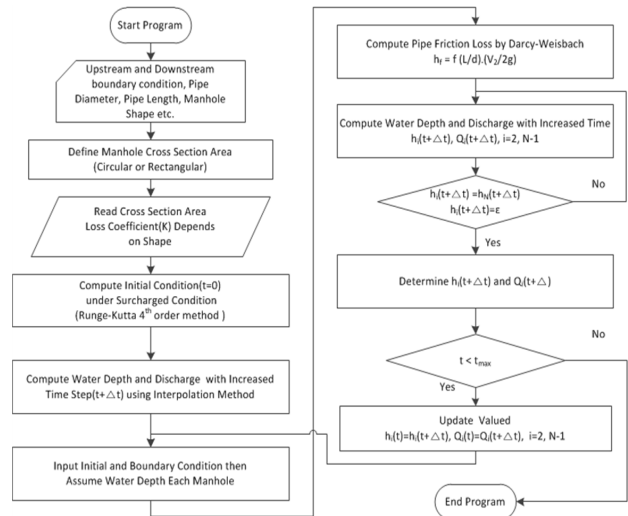 Start Program
Upstream and Downstream
boundary condition, Pipe
Diameter, Pipe Length, Manhole
Shape etc.
Define Manhole Cross Section Area
(Circular or Rectangular)
Read Cross Section Area
Loss Coefficient(K) Depends
on Shape
Compute Initial Condition(t=0)
under Surcharged Condition
(Runge-Kutta 4th order method )
Compute Water Depth and Discharge with Increased
Time Step(t+△t) using Interpolation Method
Input Initial and Boundary Condition then
Assume Water Depth Each Manhole
Compute Pipe Friction Loss by Darcy-Weisbach
hf = f (L/d).(V2/2g)
Compute Water Depth and Discharge with Increased Time
hi(t+△t), Qi(t+△t), i=2, N-1
No
hi(t+△t) =hN(t+△t)
hi(t+△t)=ε
Yes
Determine hi(t+△t) and Qi(t+△)
No
t < tmax
Yes
Update Valued
hi(t)=hi(t+△t), Qi(t)=Qi(t+△t), i=2, N-1
End Program